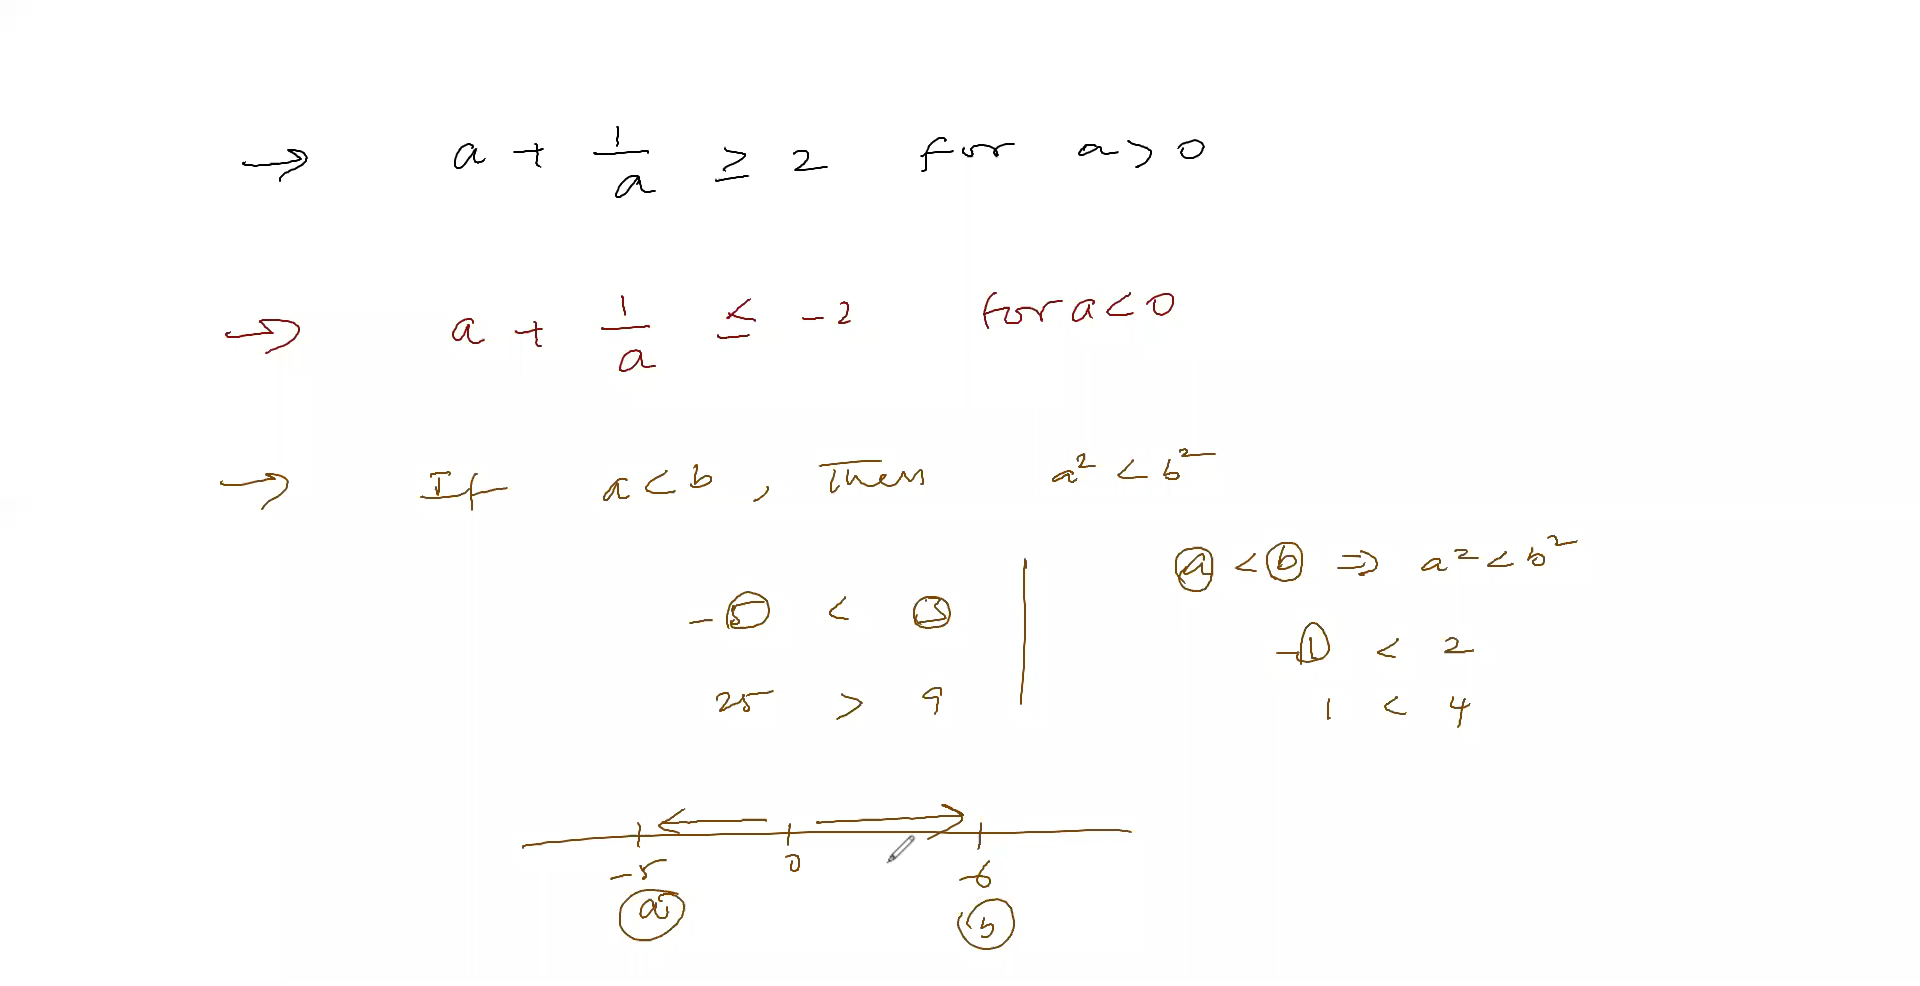 → a + 1/a ≥ 2 for a > 0
→ a + 1/a ≤ -2 for a < 0
→ If a < b, Then a² < b²
a < b ⇒ a² < b²
-5 < 3
25 > 9
-1 < 2
1 < 4
-5 0 -6
a b